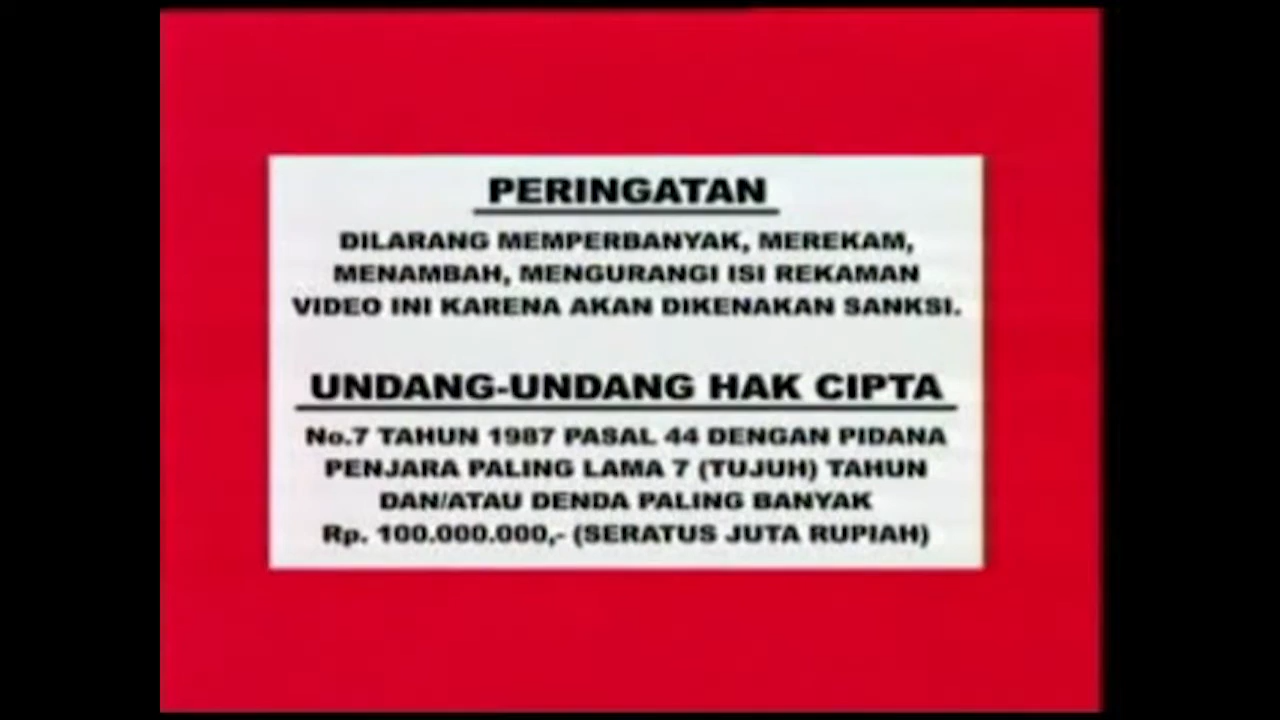 PERINGATAN
DILARANG MEMPERBANYAK, MEREKAM,
MENAMBAH, MENGURANGI ISI REKAMAN
VIDEO INI KARENA AKAN DIKENAKAN SANKSI.
UNDANG-UNDANG HAK CIPTA
No.7 TAHUN 1987 PASAL 44 DENGAN PIDANA
PENJARA PALING LAMA 7 (TUJUH) TAHUN
DAN/ATAU DENDA PALING BANYAK
Rp. 100.000.000,- (SERATUS JUTA RUPIAH)